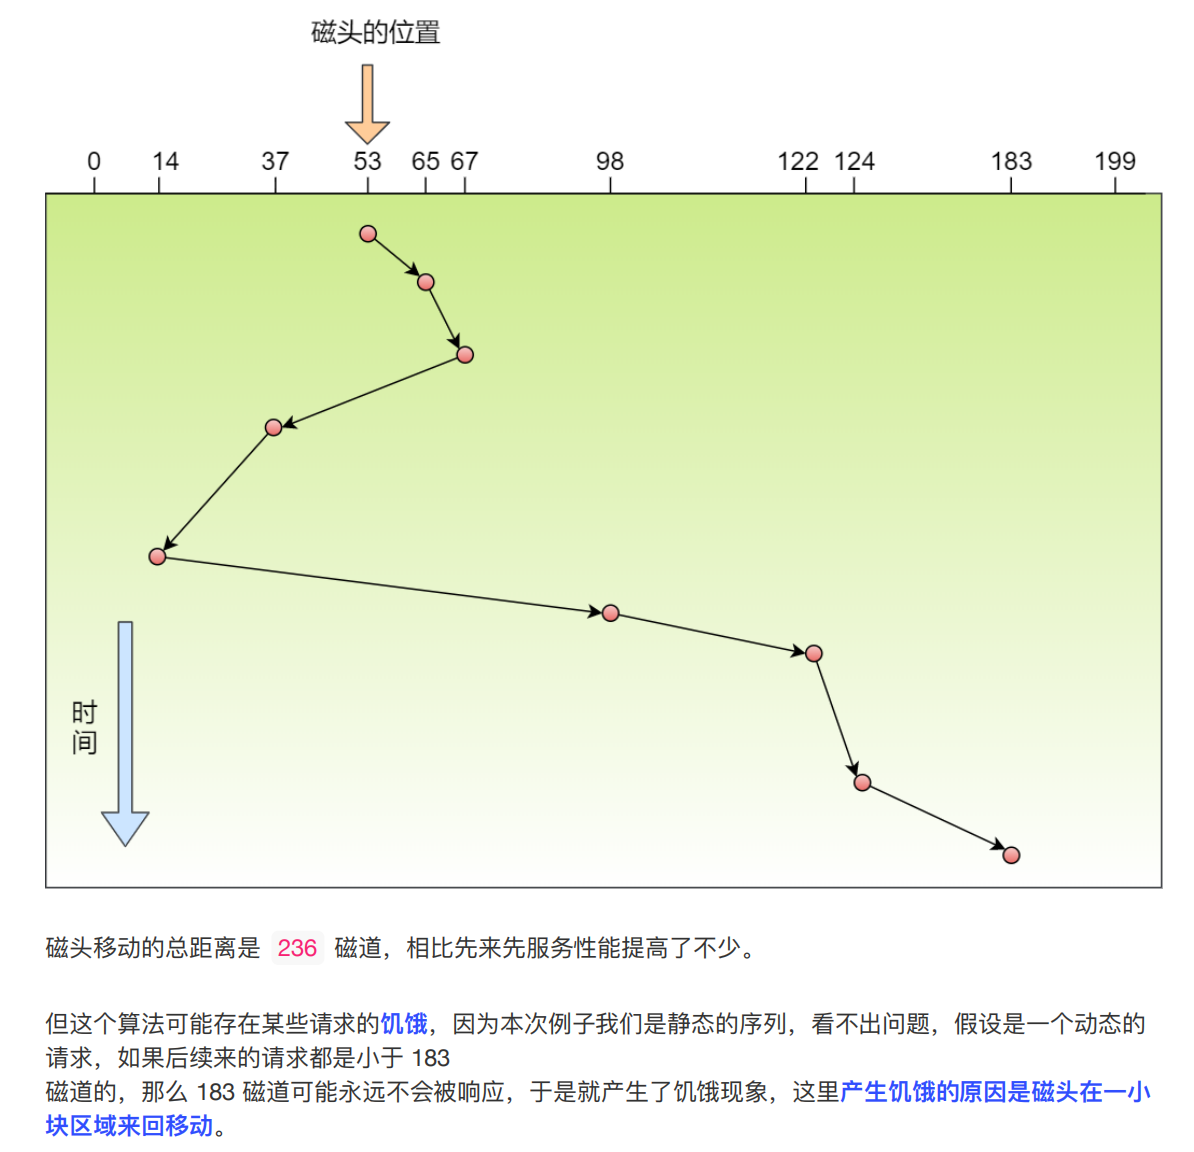 磁头的位置
0 14 37 53 65 67 98 122 124 183 199
时
间
磁头移动的总距离是 236 磁道，相比先来先服务性能提高了不少。
但这个算法可能存在某些请求的饥饿，因为本次例子我们是静态的序列，看不出问题，假设是一个动态的
请求，如果后续来的请求都是小于 183
磁道的，那么 183 磁道可能永远不会被响应，于是就产生了饥饿现象，这里产生饥饿的原因是磁头在一小
块区域来回移动。